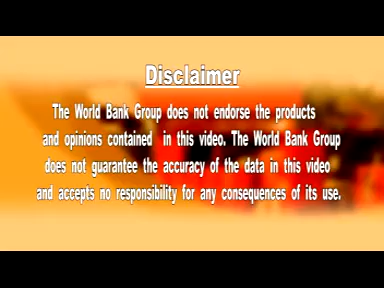 Disclaimer
The World Bank Group does not endorse the products
and opinions contained in this video. The World Bank Group
does not guarantee the accuracy of the data in this video
and accepts no responsibility for any consequences of its use.